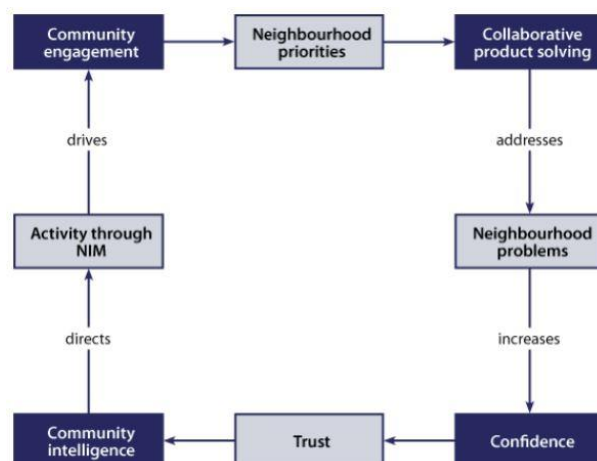 Community
engagement
Neighbourhood
priorities
Collaborative
product solving
drives
addresses
Activity through
NIM
Neighbourhood
problems
directs
increases
Community
intelligence
Trust
Confidence